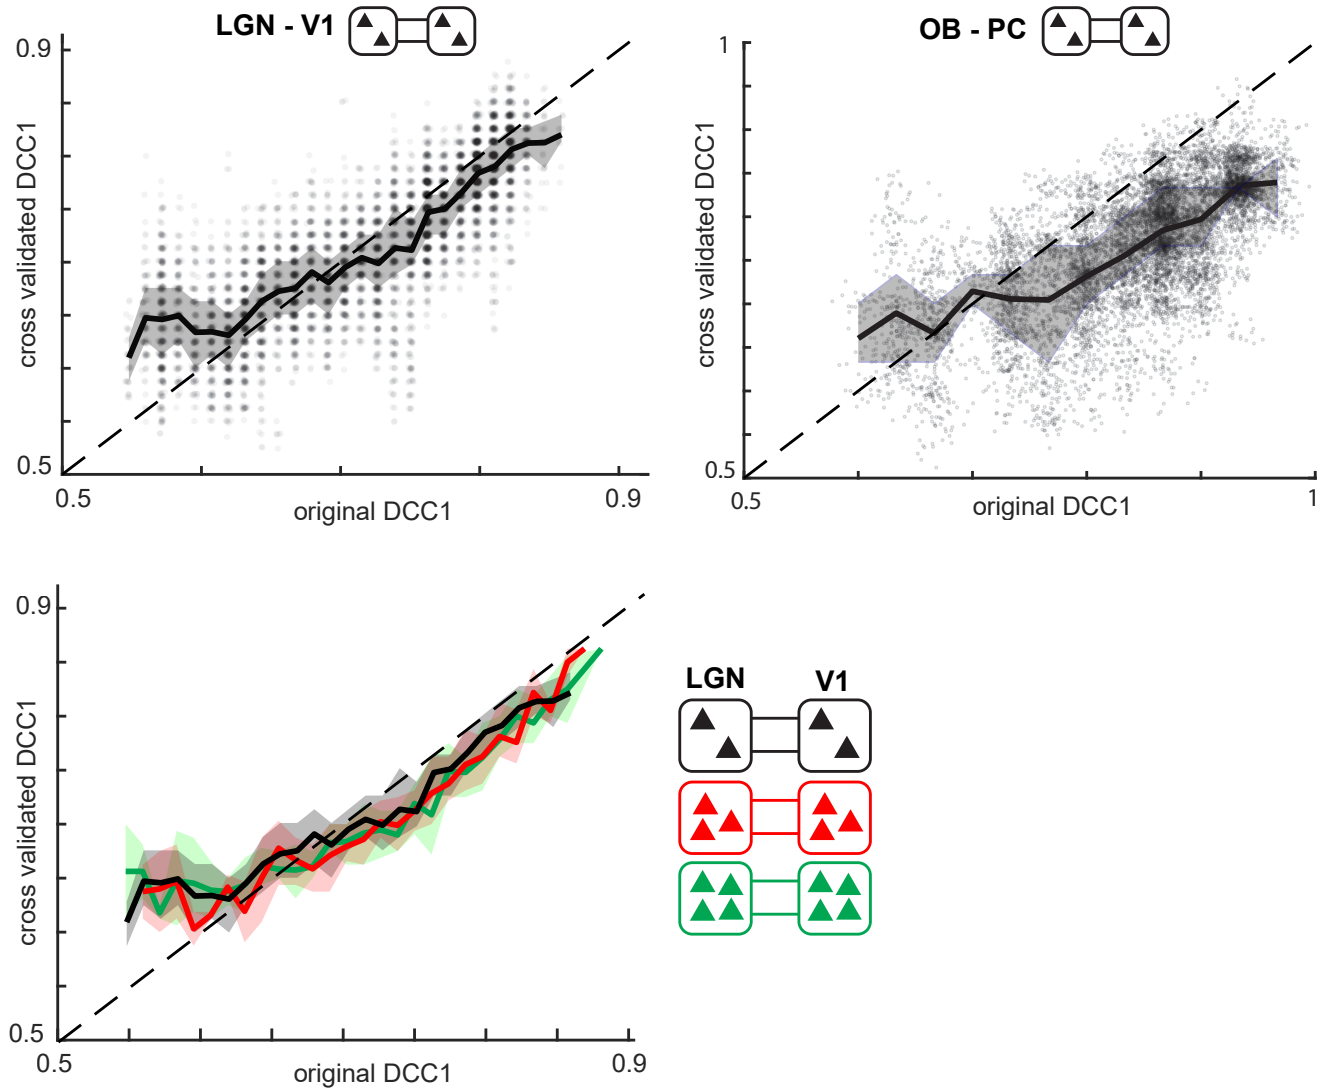 LGN - V1
0.9
cross validated DCC1
0.5
0.5
original DCC1
0.9
OB - PC
1
cross validated DCC1
0.5
0.5
original DCC1
1
0.9
cross validated DCC1
0.5
0.5
original DCC1
0.9
LGN
V1